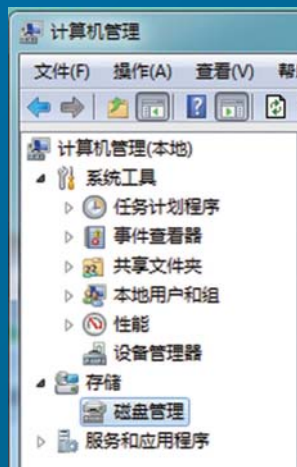 计算机管理
文件(F) 操作(A) 查看(V)
计算机管理(本地)
系统工具
任务计划程序
事件查看器
共享文件夹
本地用户和组
性能
设备管理器
存储
磁盘管理
服务和应用程序